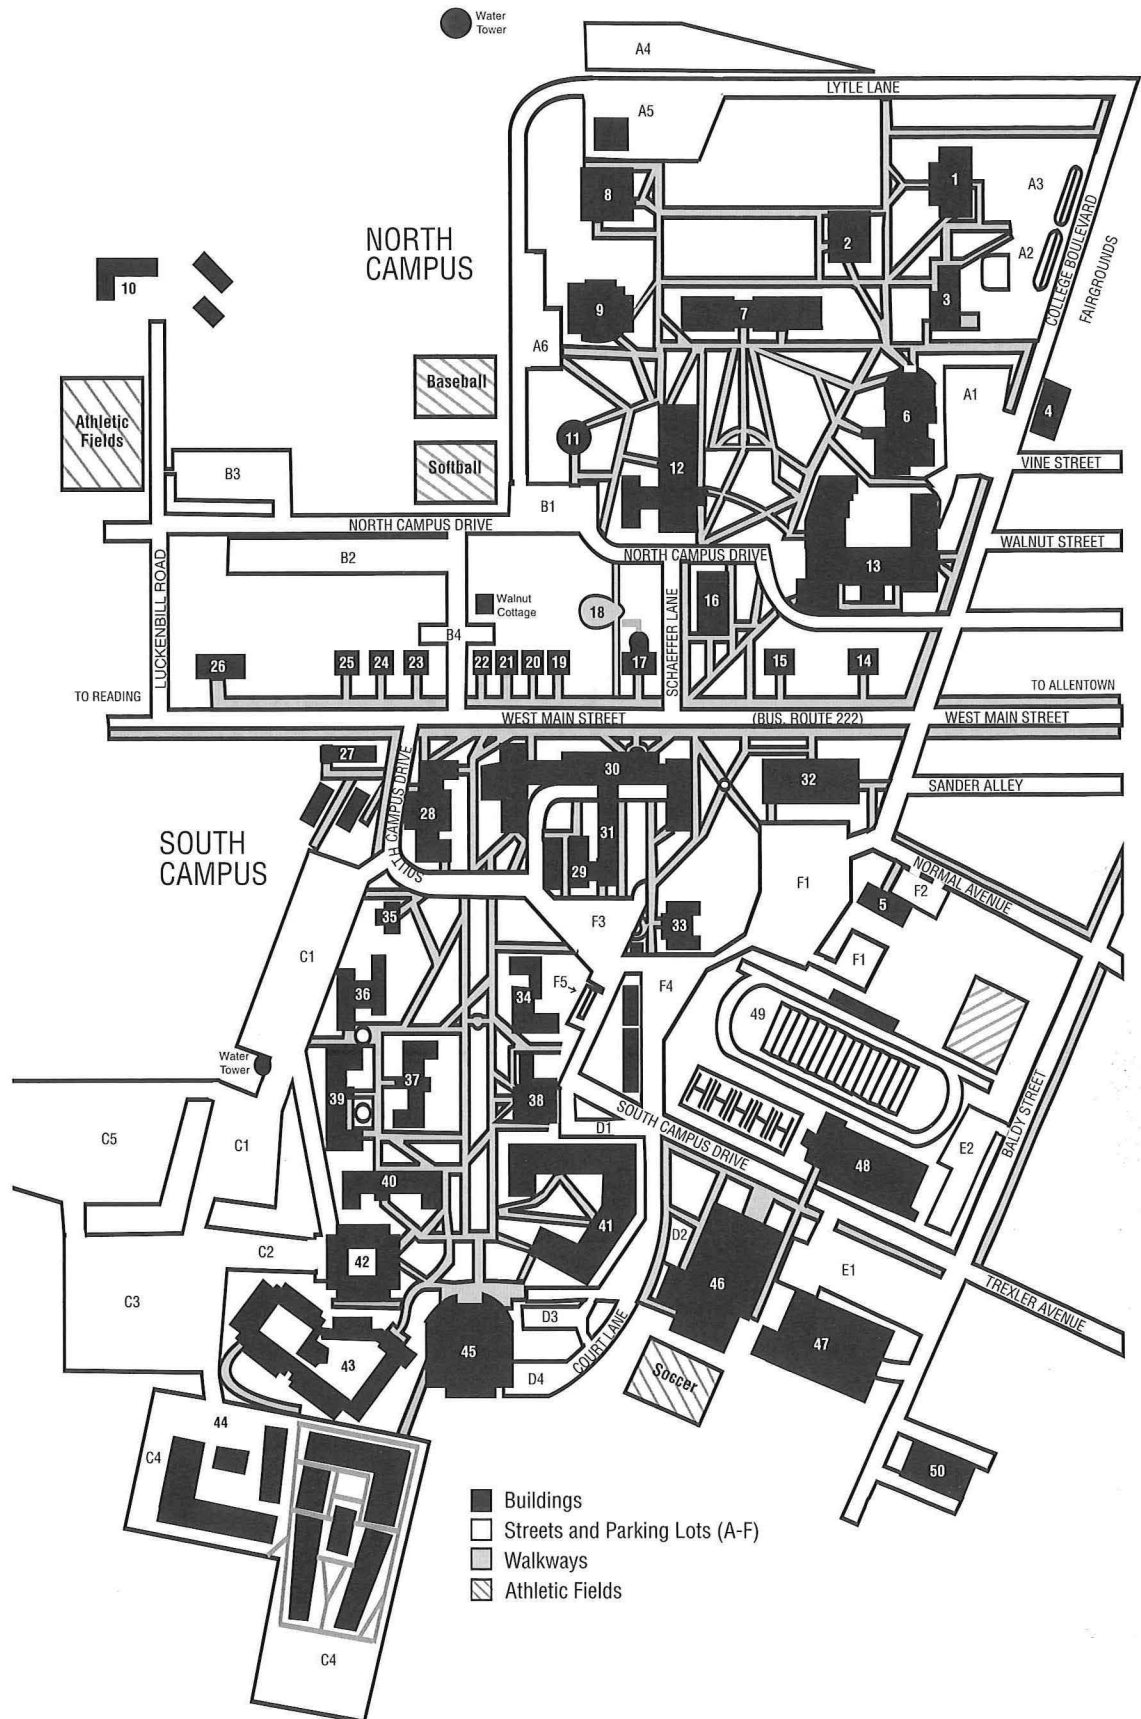 Water
Tower
A4
LYTLE LANE
A5
1
A3
8
2
NORTH
CAMPUS
A2
COLLEGE BOULEVARD
FAIRGROUNDS
10
3
9
7
A6
Baseball
A1
4
Athletic
Fields
6
11
Softball
12
VINE STREET
B3
B1
NORTH CAMPUS DRIVE
WALNUT STREET
NORTH CAMPUS DRIVE
B2
13
LUCKENBILL ROAD
Walnut
Cottage
18
SCHAEFFER LANE
16
B4
26
25
24
23
22
21
20
19
17
15
14
TO READING
TO ALLENTOWN
WEST MAIN STREET
(BUS. ROUTE 222)
WEST MAIN STREET
27
30
32
SANDER ALLEY
SOUTH CAMPUS DRIVE
28
31
SOUTH
CAMPUS
29
NORMAL AVENUE
F1
F2
5
35
F3
33
C1
F1
36
34
F5
F4
49
Water
Tower
37
39
38
D1
SOUTH CAMPUS DRIVE
BALDY STREET
C5
C1
E2
48
40
41
D2
C2
42
46
E1
TREXLER AVENUE
C3
D3
43
45
COURT LANE
47
D4
Soccer
44
C4
50
Buildings
Streets and Parking Lots (A-F)
Walkways
Athletic Fields
C4